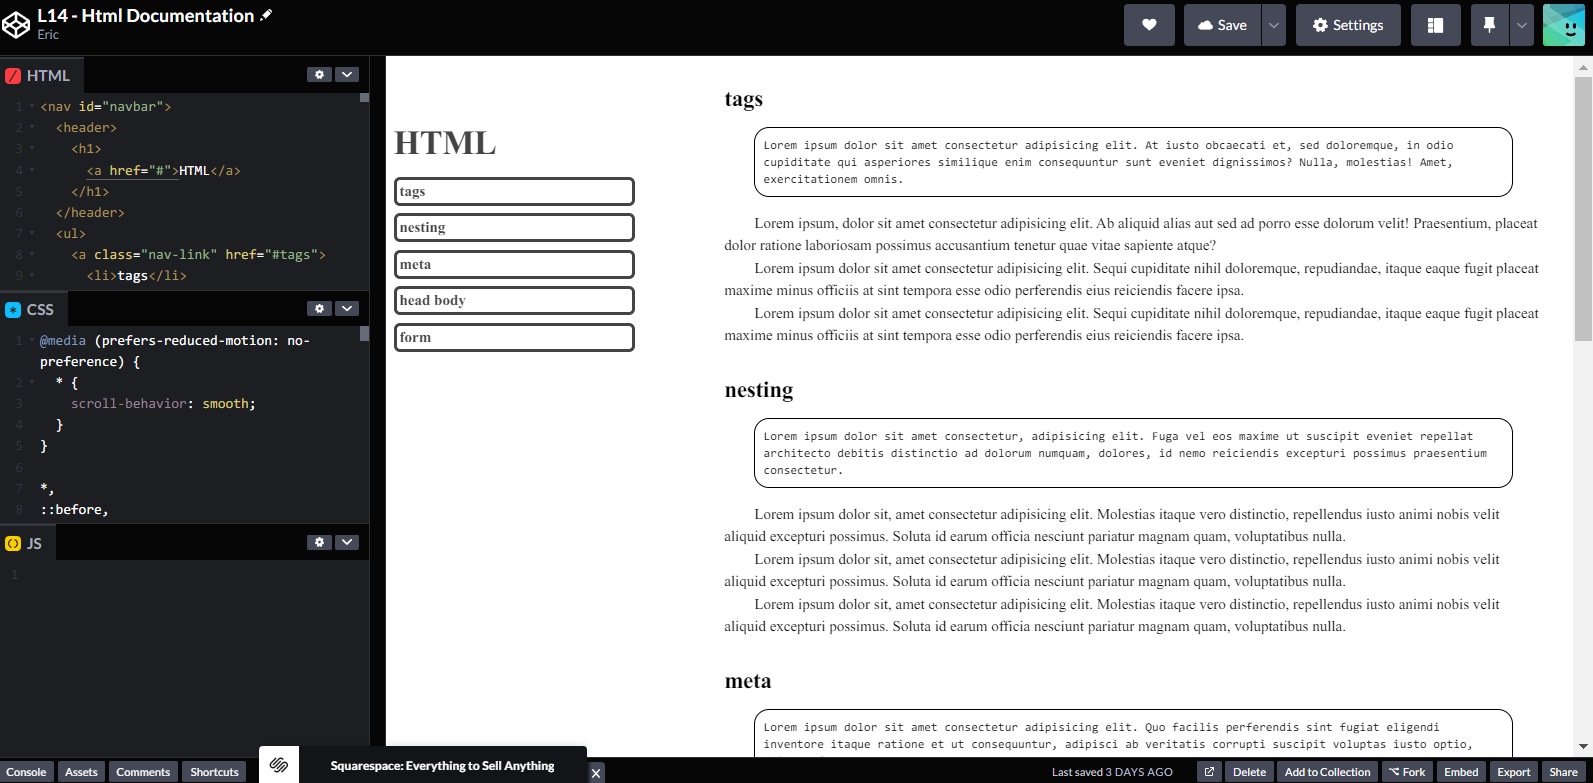 L14 - Html Documentation
Eric
Save
Settings
HTML
1 <nav id="navbar">
2 <header>
3 <h1>
4 <a href="#">HTML</a>
5 </h1>
6 </header>
7 <ul>
8 <a class="nav-link" href="#tags">
9 <li>tags</li>
CSS
1 @media (prefers-reduced-motion: no-
preference) {
2 * {
3 scroll-behavior: smooth;
4 }
5 }
6
7 *,
8 ::before,
JS
1
HTML
tags
nesting
meta
head body
form
tags
Lorem ipsum dolor sit amet consectetur adipisicing elit. At iusto obcaecati et, sed doloremque, in odio
cupiditate qui asperiores similique enim consequuntur sunt eveniet dignissimos? Nulla, molestias! Amet,
exercitationem omnis.
Lorem ipsum, dolor sit amet consectetur adipisicing elit. Ab aliquid alias aut sed ad porro esse dolorum velit! Praesentium, placeat
dolor ratione laboriosam possimus accusantium tenetur quae vitae sapiente atque?
Lorem ipsum dolor sit amet consectetur adipisicing elit. Sequi cupiditate nihil doloremque, repudiandae, itaque eaque fugit placeat
maxime minus officiis at sint tempora esse odio perferendis eius reiciendis facere ipsa.
Lorem ipsum dolor sit amet consectetur adipisicing elit. Sequi cupiditate nihil doloremque, repudiandae, itaque eaque fugit placeat
maxime minus officiis at sint tempora esse odio perferendis eius reiciendis facere ipsa.
nesting
Lorem ipsum dolor sit amet consectetur, adipisicing elit. Fuga vel eos maxime ut suscipit eveniet repellat
architecto debitis distinctio ad dolorum numquam, dolores, id nemo reiciendis excepturi possimus praesentium
consectetur.
Lorem ipsum dolor sit, amet consectetur adipisicing elit. Molestias itaque vero distinctio, repellendus iusto animi nobis velit
aliquid excepturi possimus. Soluta id earum officia nesciunt pariatur magnam quam, voluptatibus nulla.
Lorem ipsum dolor sit, amet consectetur adipisicing elit. Molestias itaque vero distinctio, repellendus iusto animi nobis velit
aliquid excepturi possimus. Soluta id earum officia nesciunt pariatur magnam quam, voluptatibus nulla.
Lorem ipsum dolor sit, amet consectetur adipisicing elit. Molestias itaque vero distinctio, repellendus iusto animi nobis velit
aliquid excepturi possimus. Soluta id earum officia nesciunt pariatur magnam quam, voluptatibus nulla.
meta
Lorem ipsum dolor sit amet consectetur adipisicing elit. Quo facilis perferendis sint fugiat eligendi
inventore itaque ratione et ut consequuntur, adipisci ab veritatis corrupti suscipit voluptas iusto optio,
Console
Assets
Comments
Shortcuts
Squarespace: Everything to Sell Anything
x
Last saved 3 DAYS AGO
Delete
Add to Collection
Fork
Embed
Export
Share